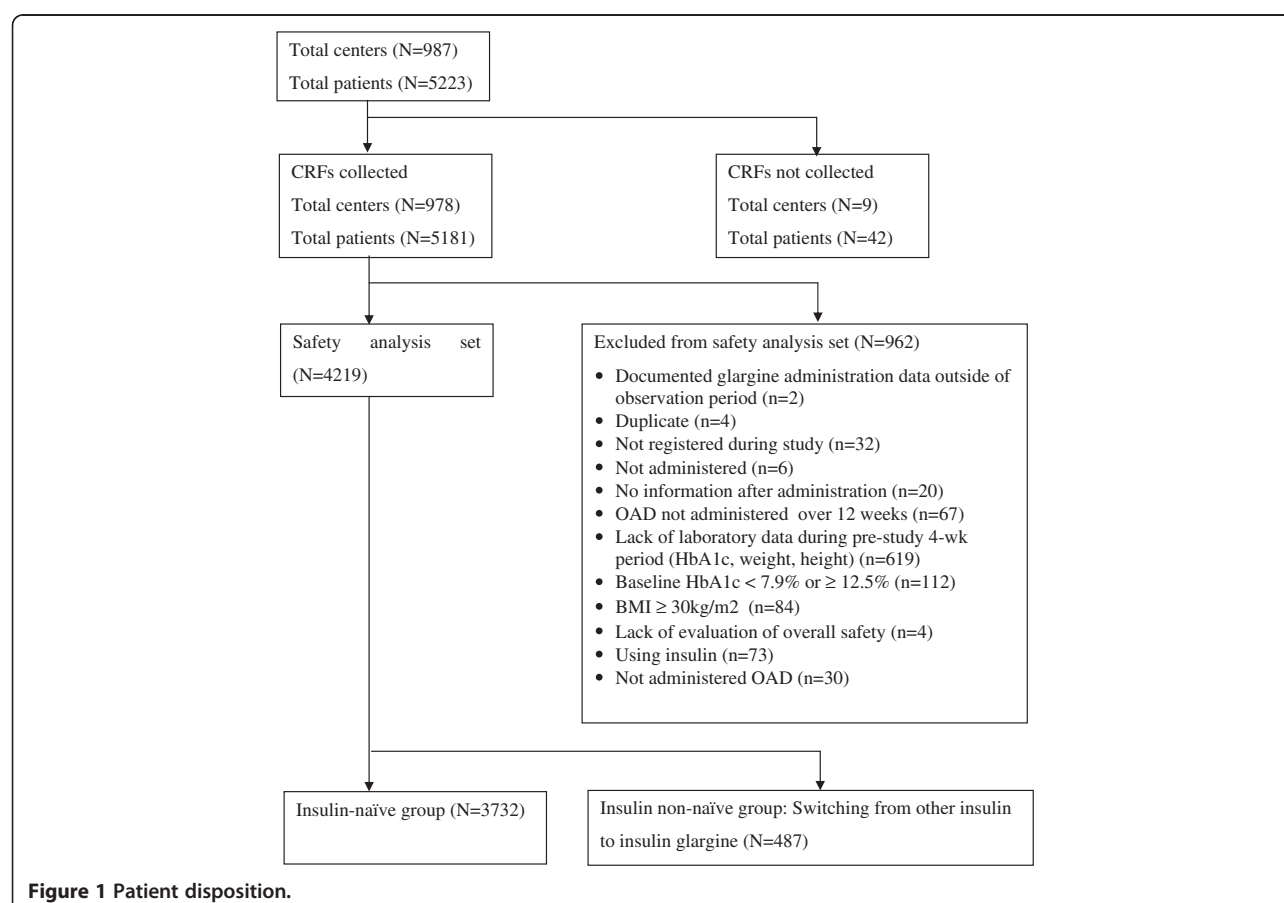 Total centers (N=987)
Total patients (N=5223)
CRFs collected
Total centers (N=978)
Total patients (N=5181)
CRFs not collected
Total centers (N=9)
Total patients (N=42)
Safety analysis set
(N=4219)
Excluded from safety analysis set (N=962)
• Documented glargine administration data outside of
observation period (n=2)
• Duplicate (n=4)
• Not registered during study (n=32)
• Not administered (n=6)
• No information after administration (n=20)
• OAD not administered over 12 weeks (n=67)
• Lack of laboratory data during pre-study 4-wk
period (HbA1c, weight, height) (n=619)
• Baseline HbA1c < 7.9% or ≥ 12.5% (n=112)
• BMI ≥ 30kg/m2 (n=84)
• Lack of evaluation of overall safety (n=4)
• Using insulin (n=73)
• Not administered OAD (n=30)
Insulin-naïve group (N=3732)
Insulin non-naïve group: Switching from other insulin
to insulin glargine (N=487)
Figure 1 Patient disposition.